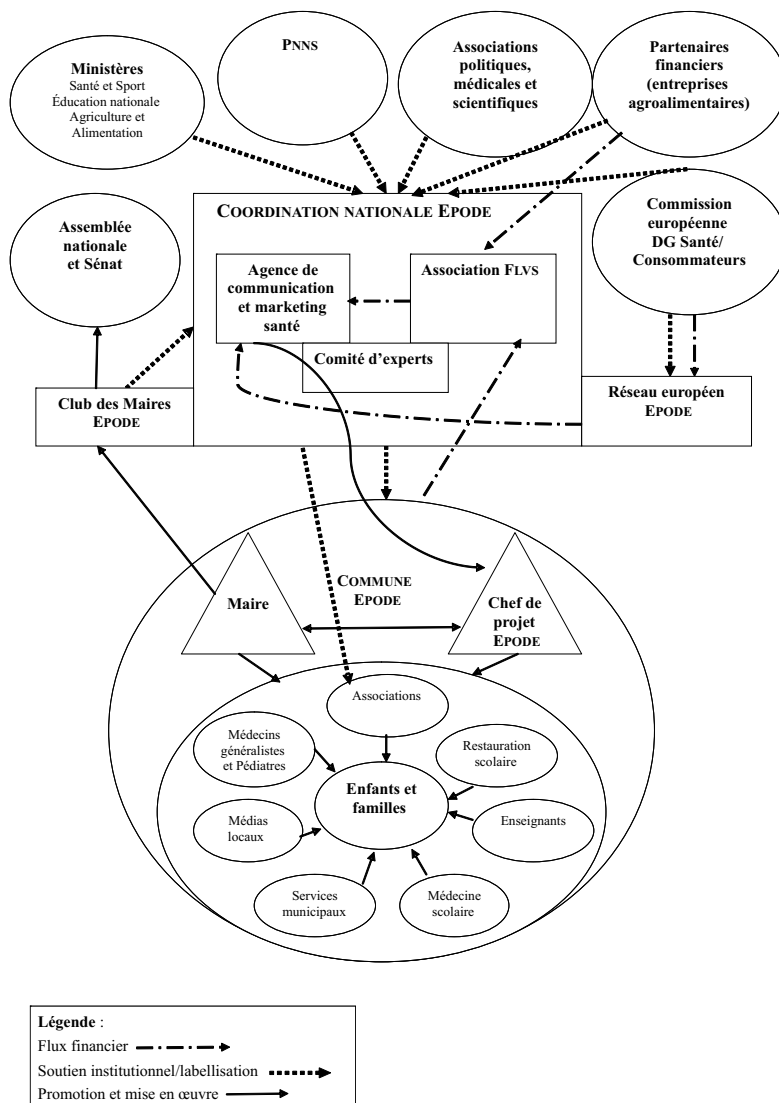 Ministères
Santé et Sport
Éducation nationale
Agriculture et
Alimentation
PNNS
Associations
politiques,
médicales et
scientifiques
Partenaires
financiers
(entreprises
agroalimentaires)
Assemblée
nationale
et Sénat
COORDINATION NATIONALE EPODE
Commission
européenne
DG Santé/
Consommateurs
Agence de
communication
et marketing
santé
Association FLVS
Comité d'experts
Club des Maires
EPODE
Réseau européen
EPODE
COMMUNE
EPODE
Maire
Chef de
projet
EPODE
Associations
Médecins
généralistes
et Pédiatres
Restauration
scolaire
Enfants et
familles
Médias
locaux
Enseignants
Services
municipaux
Médecine
scolaire
Légende :
Flux financier
Soutien institutionnel/labellisation
Promotion et mise en œuvre